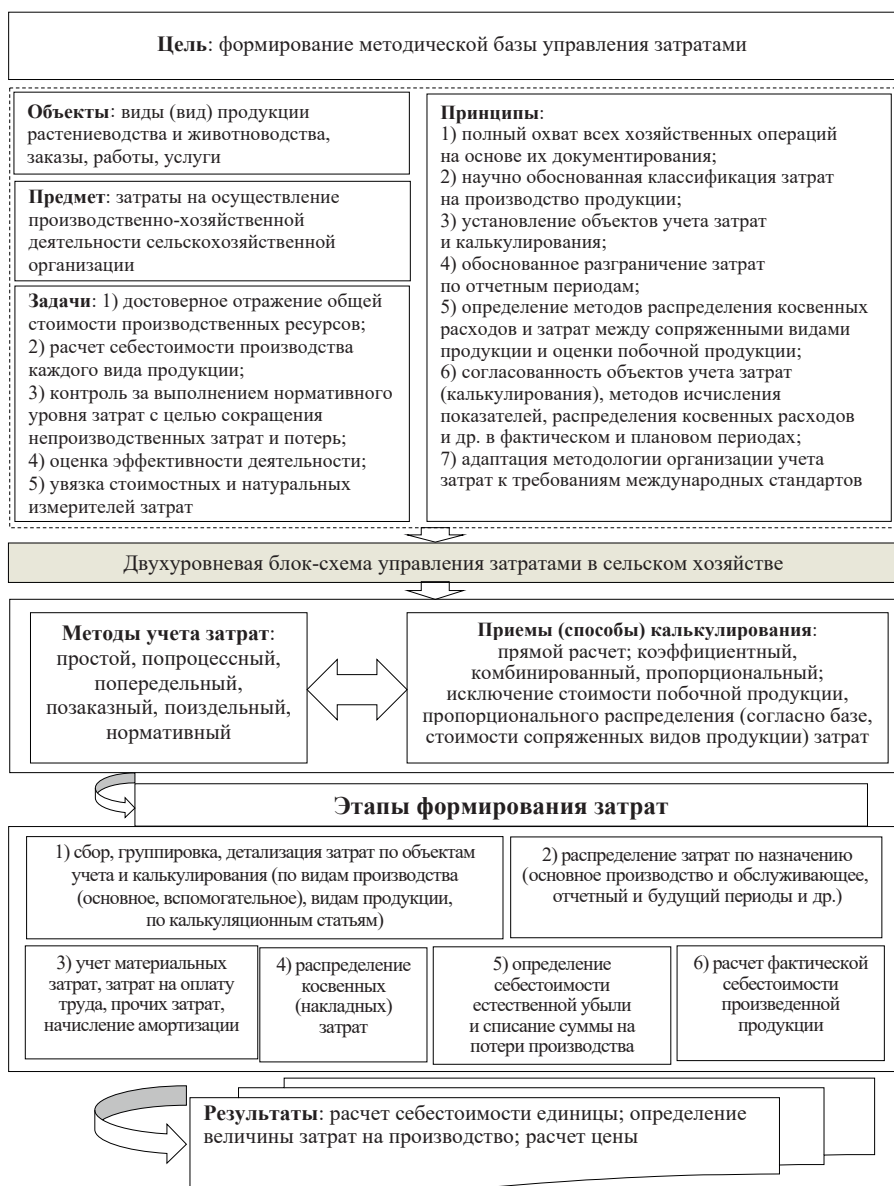 Цель: формирование методической базы управления затратами
Объекты: виды (вид) продукции
растениеводства и животноводства,
заказы, работы, услуги
Предмет: затраты на осуществление
производственно-хозяйственной
деятельности сельскохозяйственной
организации
Задачи: 1) достоверное отражение общей
стоимости производственных ресурсов;
2) расчет себестоимости производства
каждого вида продукции;
3) контроль за выполнением нормативного
уровня затрат с целью сокращения
непроизводственных затрат и потерь;
4) оценка эффективности деятельности;
5) увязка стоимостных и натуральных
измерителей затрат
Принципы:
1) полный охват всех хозяйственных операций
на основе их документирования;
2) научно обоснованная классификация затрат
на производство продукции;
3) установление объектов учета затрат
и калькулирования;
4) обоснованное разграничение затрат
по отчетным периодам;
5) определение методов распределения косвенных
расходов и затрат между сопряженными видами
продукции и оценки побочной продукции;
6) согласованность объектов учета затрат
(калькулирования), методов исчисления
показателей, распределения косвенных расходов
и др. в фактическом и плановом периодах;
7) адаптация методологии организации учета
затрат к требованиям международных стандартов
Двухуровневая блок-схема управления затратами в сельском хозяйстве
Методы учета затрат:
простой, попроцессный,
попередельный,
позаказный, поиздельный,
нормативный
Приемы (способы) калькулирования:
прямой расчет; коэффициентный,
комбинированный, пропорциональный;
исключение стоимости побочной продукции,
пропорционального распределения (согласно базе,
стоимости сопряженных видов продукции) затрат
Этапы формирования затрат
1) сбор, группировка, детализация затрат по объектам
учета и калькулирования (по видам производства
(основное, вспомогательное), видам продукции,
по калькуляционным статьям)
2) распределение затрат по назначению
(основное производство и обслуживающее,
отчетный и будущий периоды и др.)
3) учет материальных
затрат, затрат на оплату
труда, прочих затрат,
начисление амортизации
4) распределение
косвенных
(накладных)
затрат
5) определение
себестоимости
естественной убыли
и списание суммы на
потери производства
6) расчет фактической
себестоимости
произведенной
продукции
Результаты: расчет себестоимости единицы; определение
величины затрат на производство; расчет цены